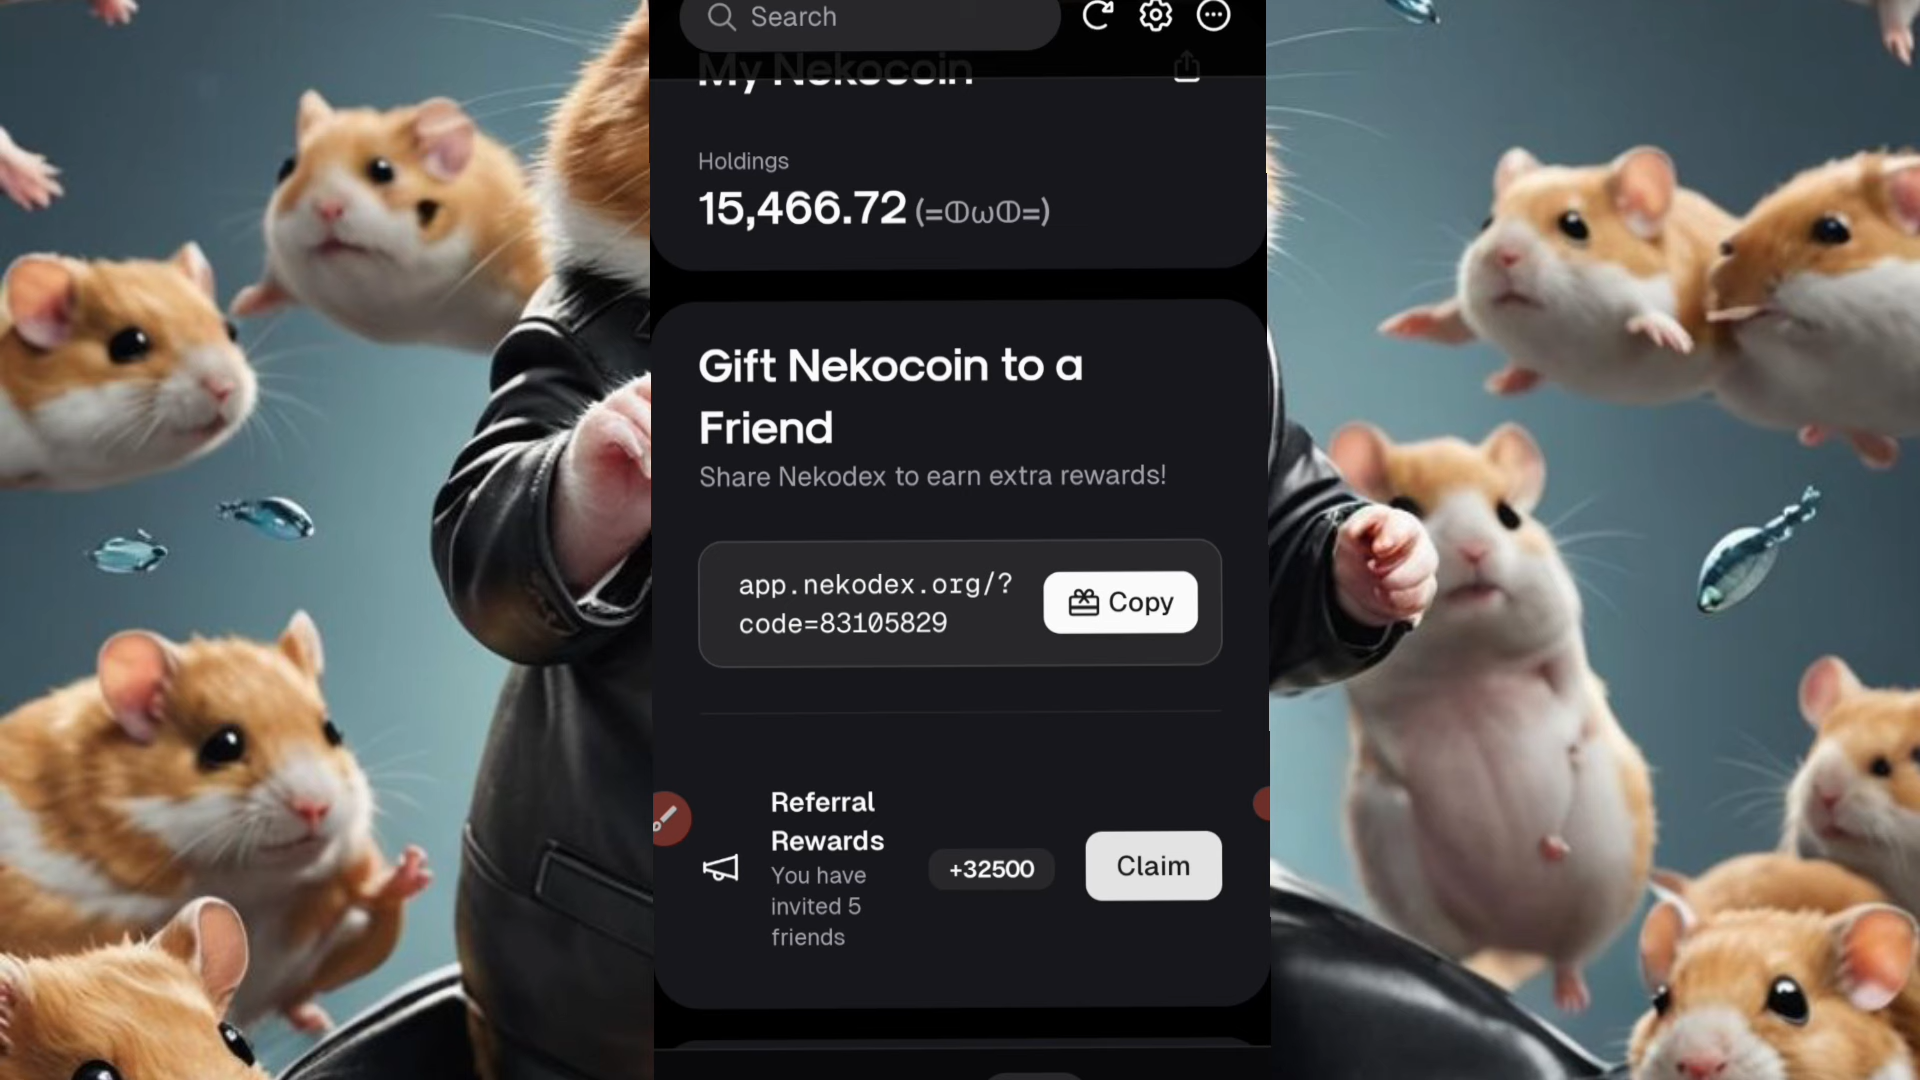 Search
My Nekocoin
Holdings
15,466.72 (=ↀωↀ=)
Gift Nekocoin to a
Friend
Share Nekodex to earn extra rewards!
app.nekodex.org/?
code=83105829
Copy
Referral
Rewards
You have
invited 5
friends
+32500
Claim